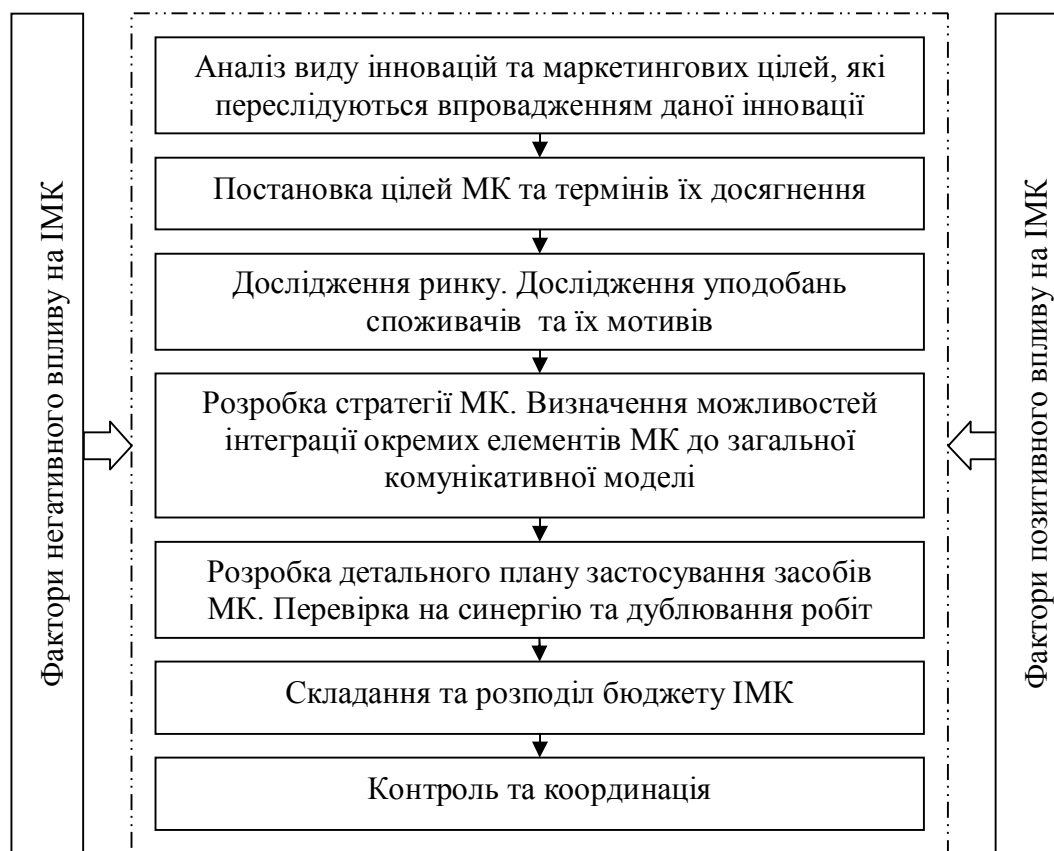 Фактори негативного впливу на ІМК
Аналіз виду інновацій та маркетингових цілей, які
переслідуються впровадженням даної інновації
Постановка цілей МК та термінів їх досягнення
Дослідження ринку. Дослідження уподобань
споживачів та їх мотивів
Розробка стратегії МК. Визначення можливостей
інтеграції окремих елементів МК до загальної
комунікативної моделі
Розробка детального плану застосування засобів
МК. Перевірка на синергію та дублювання робіт
Складання та розподіл бюджету ІМК
Контроль та координація
Фактори позитивного впливу на ІМК